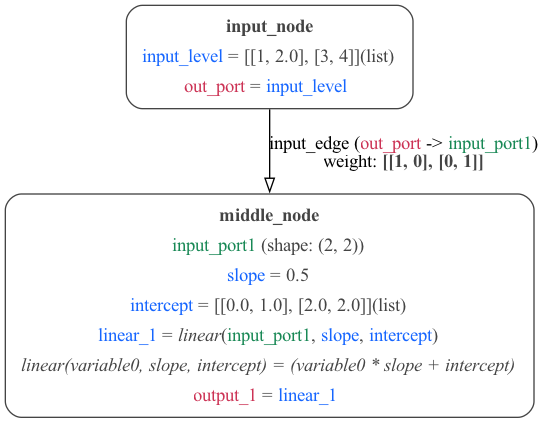 input_node
input_level = [[1, 2.0], [3, 4]](list)
out_port = input_level
input_edge (out_port -> input_port1)
weight: [[1, 0], [0, 1]]
middle_node
input_port1 (shape: (2, 2))
slope = 0.5
intercept = [[0.0, 1.0], [2.0, 2.0]](list)
linear_1 = linear(input_port1, slope, intercept)
linear(variable0, slope, intercept) = (variable0 * slope + intercept)
output_1 = linear_1